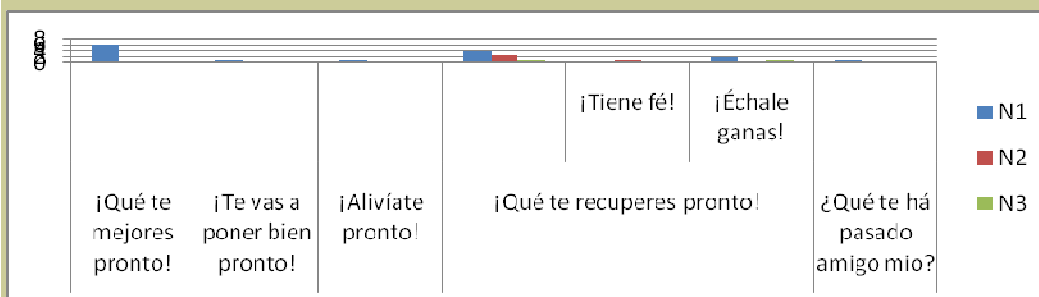 ¡Tiene fé!
¡Échale
ganas!
N1
N2
N3
¡Qué te
mejores
pronto!
¡Te vas a
poner bien
pronto!
¡Alivíate
pronto!
¡Qué te recuperes pronto!
¿Qué te há
pasado
amigo mio?